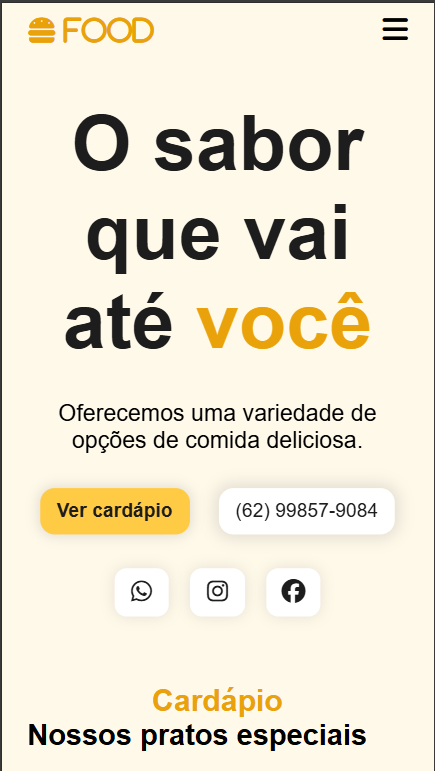 FOOD
O sabor
que vai
até você
Oferecemos uma variedade de
opções de comida deliciosa.
Ver cardápio
(62) 99857-9084
Cardápio
Nossos pratos especiais